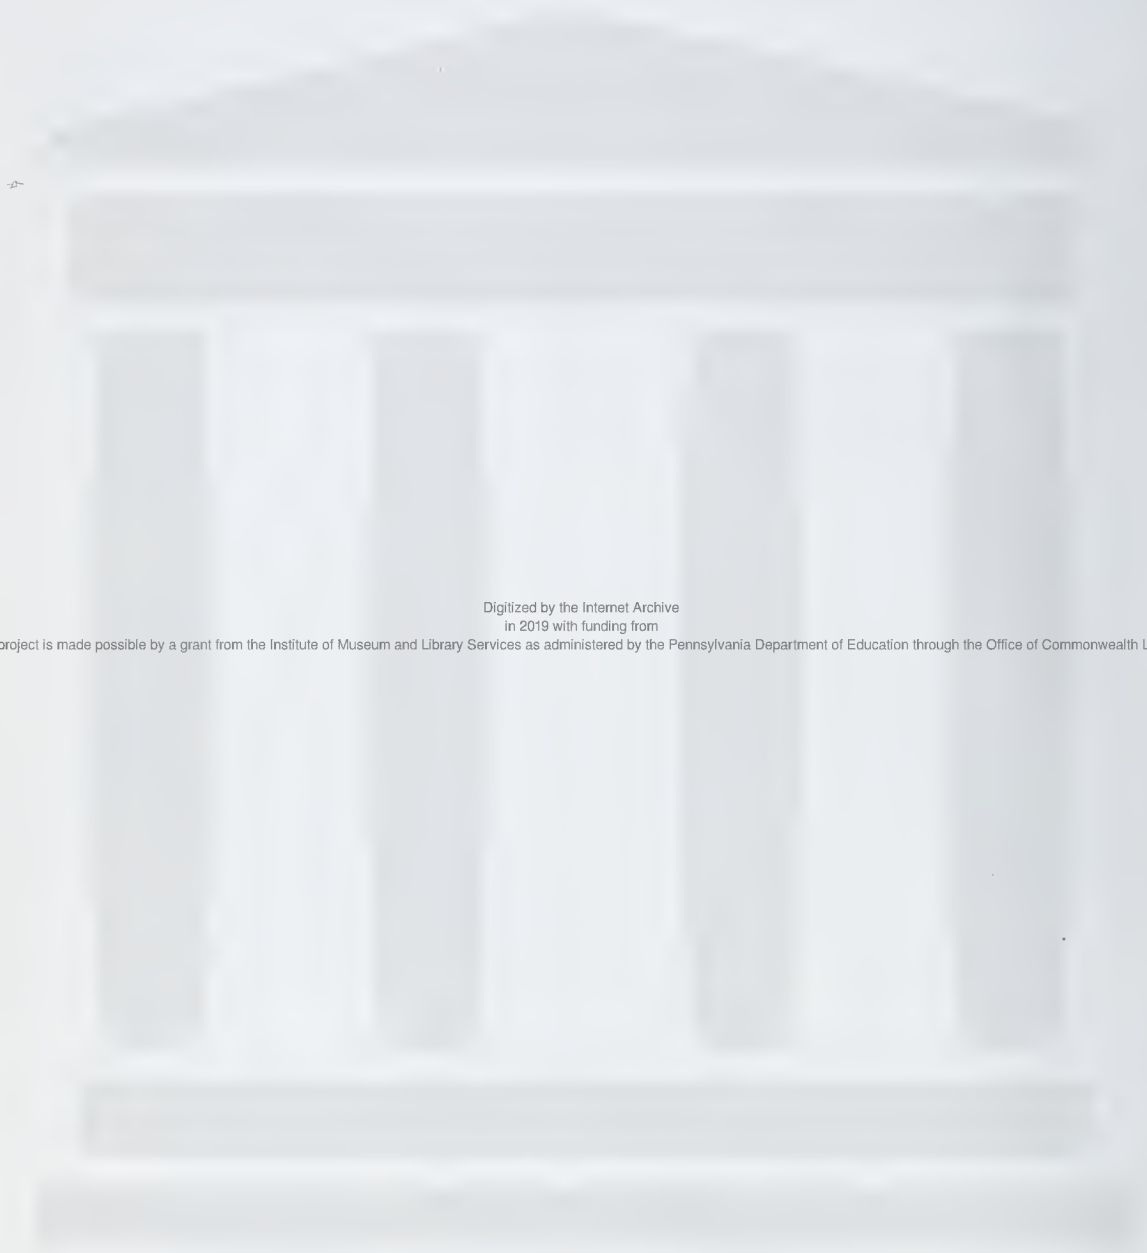 Digitized by the Internet Archive
in 2019 with funding from
project is made possible by a grant from the Institute of Museum and Library Services as administered by the Pennsylvania Department of Education through the Office of Commonwealth